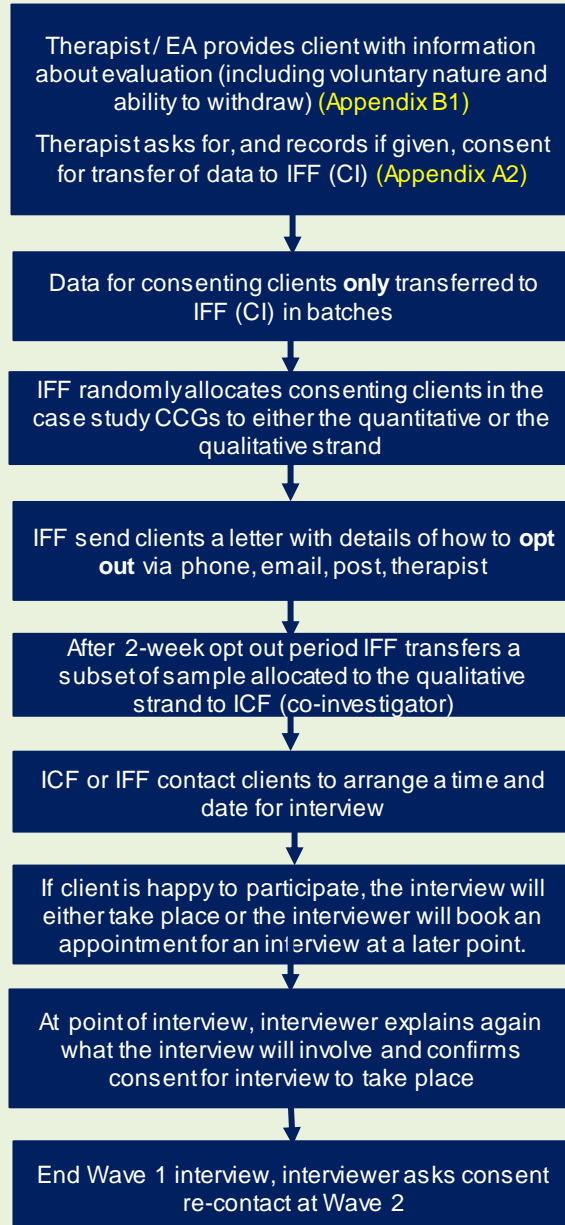 Therapist / EA provides client with information
about evaluation (including voluntary nature and
ability to withdraw) (Appendix B1)
Therapist asks for, and records if given, consent
for transfer of data to IFF (CI) (Appendix A2)
Data for consenting clients only transferred to
IFF (CI) in batches
IFF randomly allocates consenting clients in the
case study CCGs to either the quantitative or the
qualitative strand
IFF send clients a letter with details of how to opt
out via phone, email, post, therapist
After 2-week opt out period IFF transfers a
subset of sample allocated to the qualitative
strand to ICF (co-investigator)
ICF or IFF contact clients to arrange a time and
date for interview
If client is happy to participate, the interview will
either take place or the interviewer will book an
appointment for an interview at a later point.
At point of interview, interviewer explains again
what the interview will involve and confirms
consent for interview to take place
End Wave 1 interview, interviewer asks consent
re-contact at Wave 2